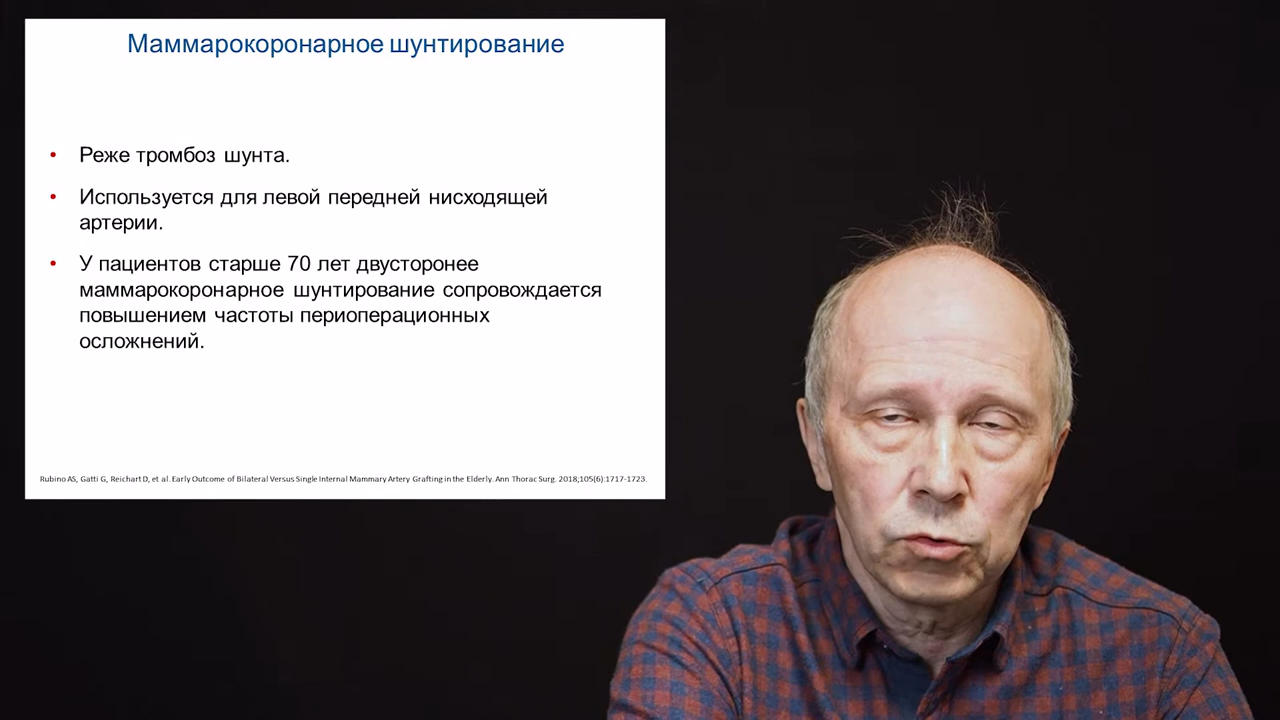 Маммарокоронарное шунтирование
• Реже тромбоз шунта.
• Используется для левой передней нисходящей
артерии.
• У пациентов старше 70 лет двусторонее
маммарокоронарное шунтирование сопровождается
повышением частоты периоперационных
осложнений.
Rubino AS, Gatti G, Reichart D, et al. Early Outcome of Bilateral Versus Single Internal Mammary Artery Grafting in the Elderly. Ann Thorac Surg. 2018;105(6):1717-1723.